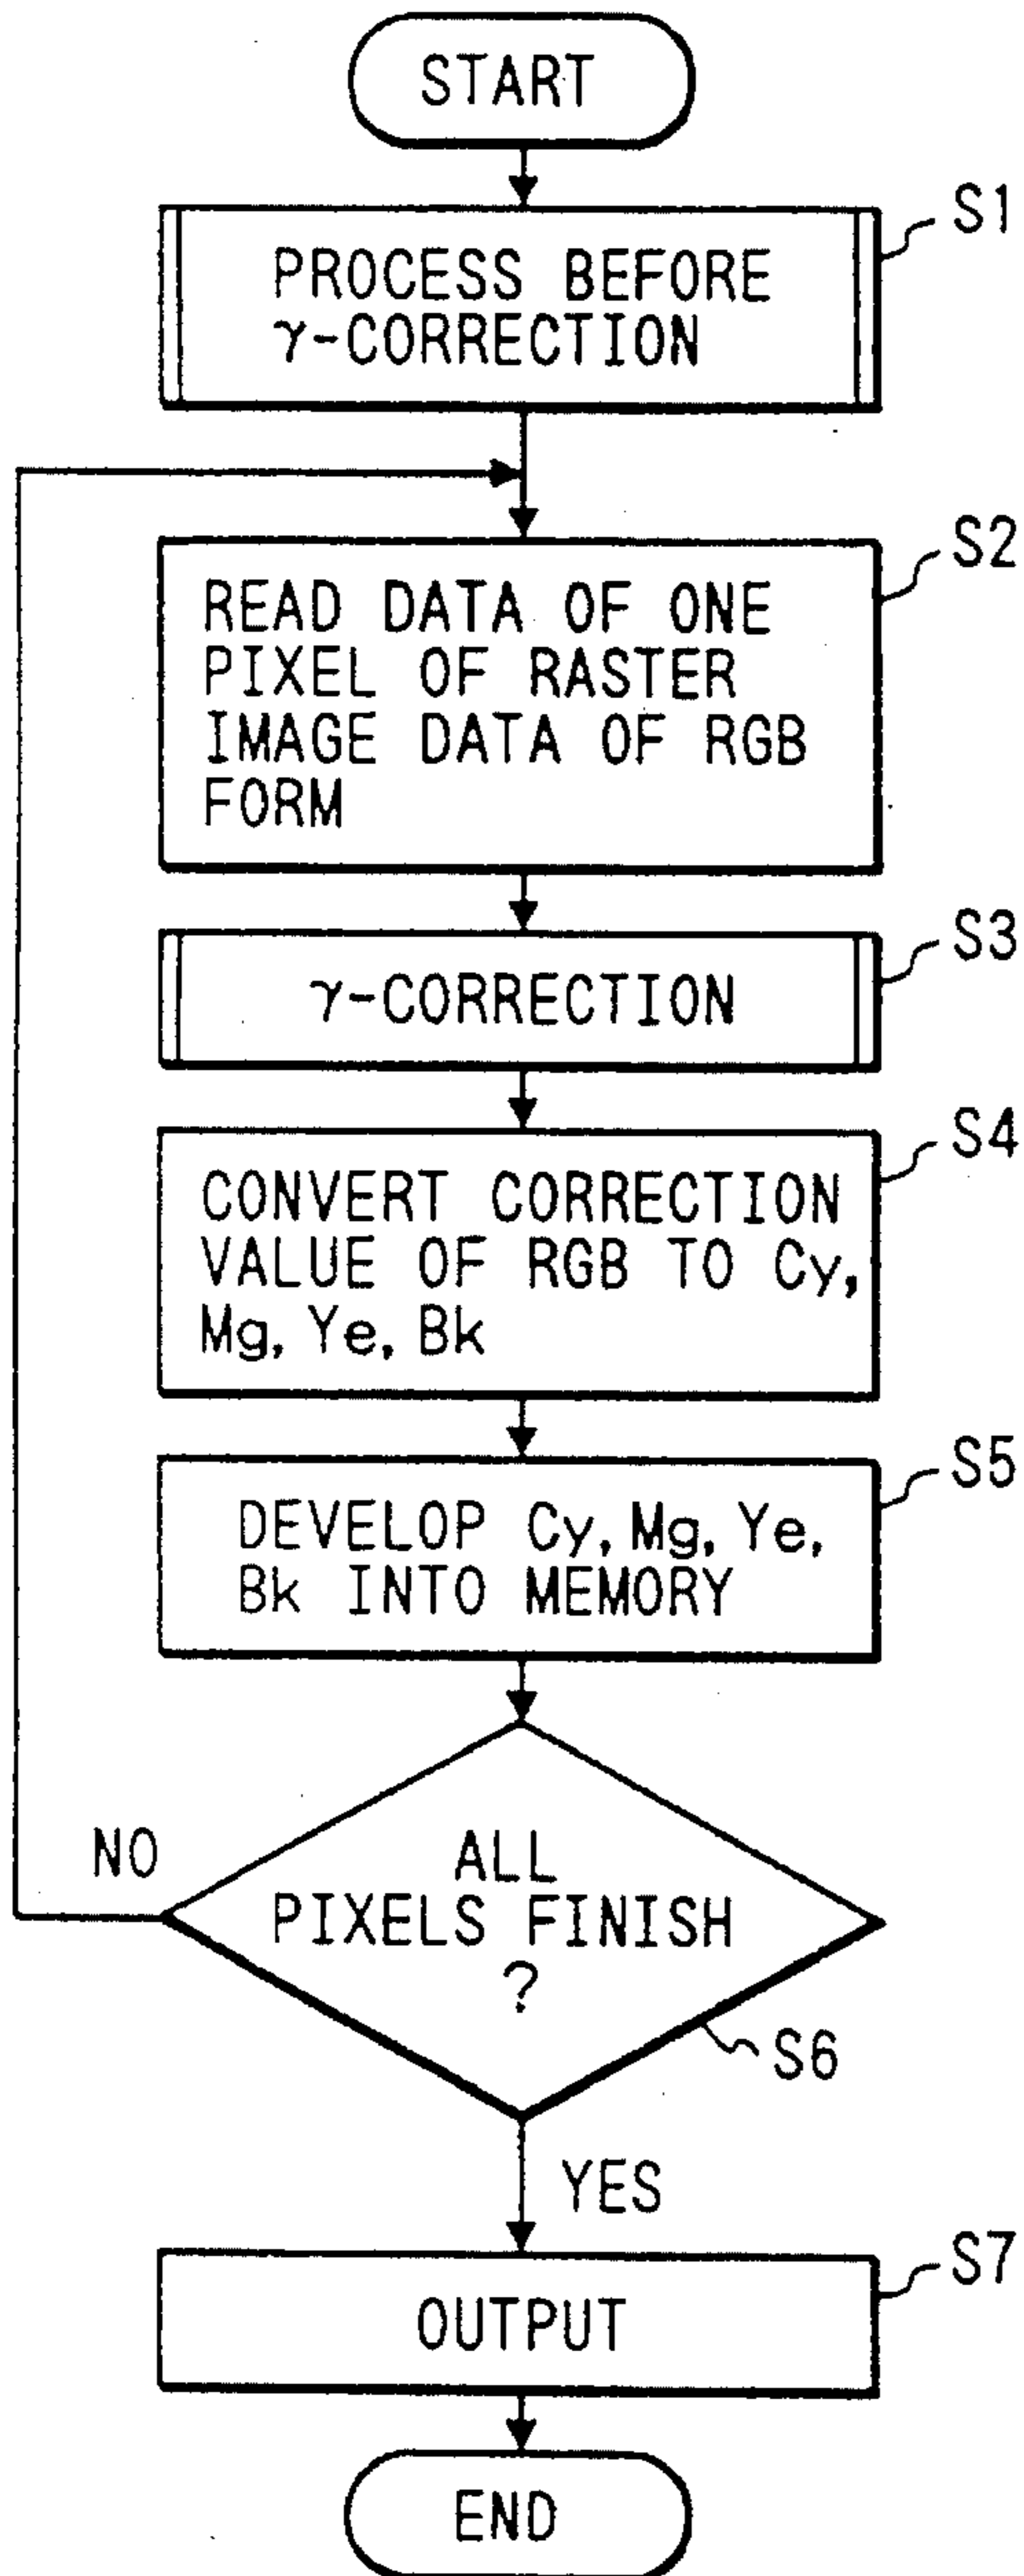 START
S1
PROCESS BEFORE
γ-CORRECTION
S2
READ DATA OF ONE
PIXEL OF RASTER
IMAGE DATA OF RGB
FORM
S3
γ-CORRECTION
S4
CONVERT CORRECTION
VALUE OF RGB TO Cy,
Mg, Ye, Bk
S5
DEVELOP Cy, Mg, Ye,
Bk INTO MEMORY
NO
ALL
PIXELS FINISH
?
S6
YES
S7
OUTPUT
END